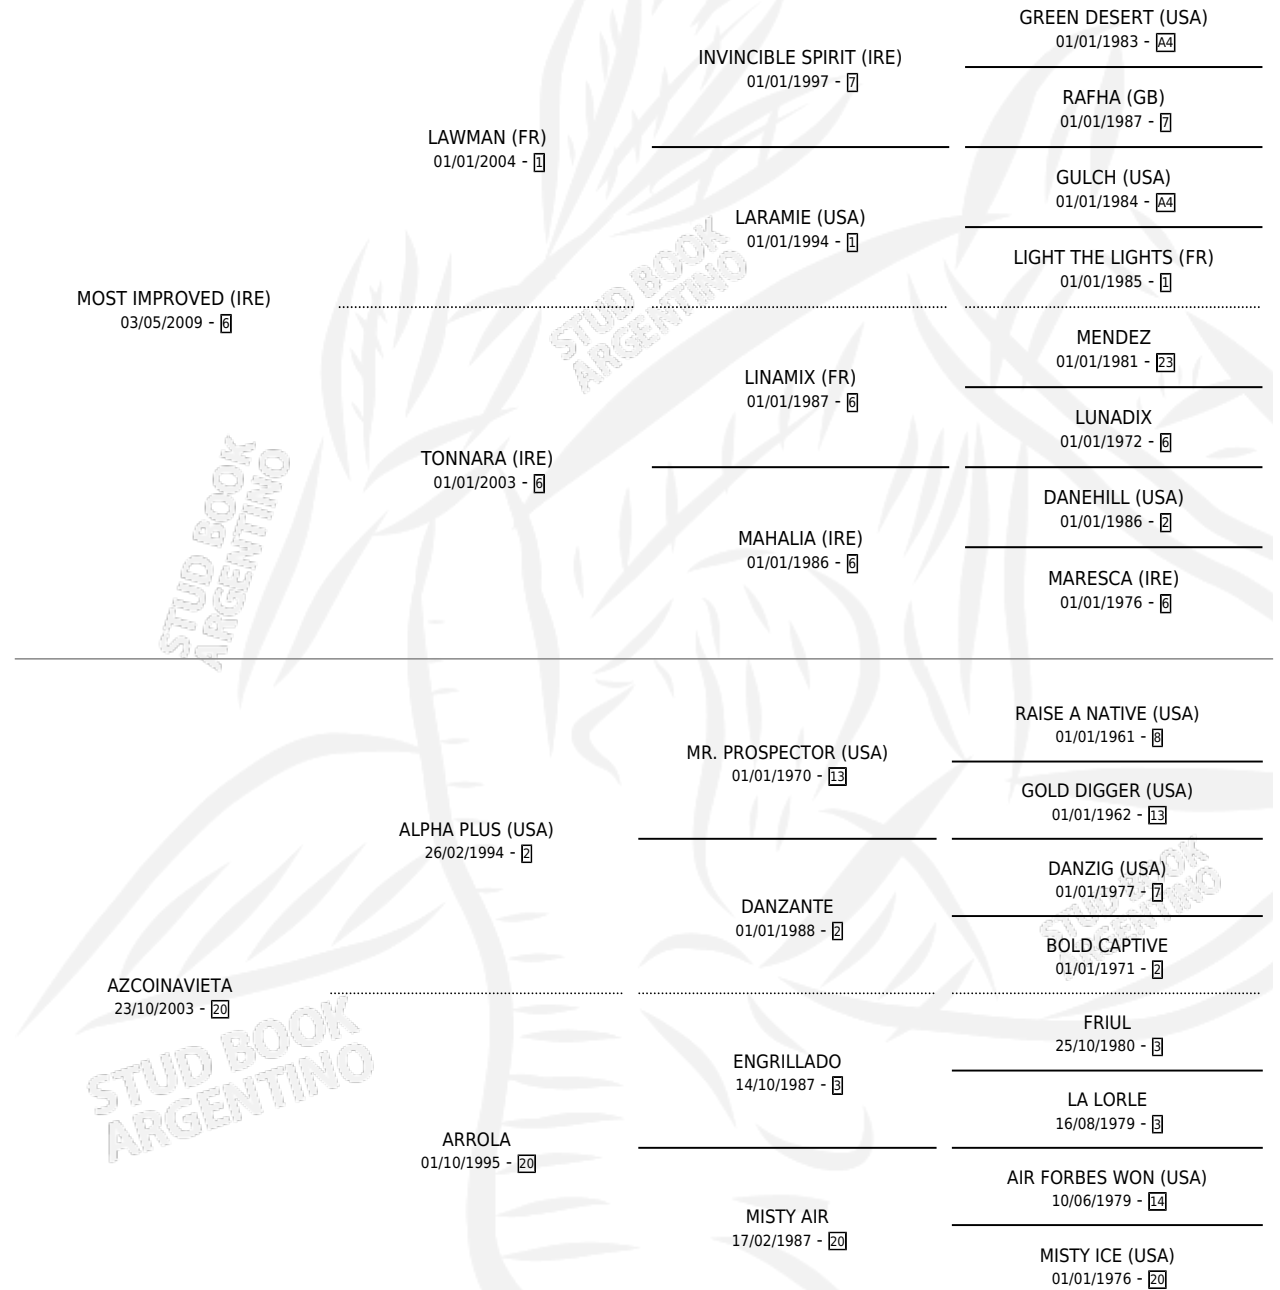 GREEN DESERT (USA)
01/01/1983 - A4
INVINCIBLE SPIRIT (IRE)
01/01/1997 - 7
RAFHA (GB)
01/01/1987 - 7
LAWMAN (FR)
01/01/2004 - 1
GULCH (USA)
01/01/1984 - A4
LARAMIE (USA)
01/01/1994 - 1
LIGHT THE LIGHTS (FR)
01/01/1985 - 1
MOST IMPROVED (IRE)
03/05/2009 - 6
STUD BOOK
ARGENTINO
MENDEZ
01/01/1981 - 23
LINAMIX (FR)
01/01/1987 - 6
LUNADIX
01/01/1972 - 6
TONNARA (IRE)
01/01/2003 - 6
DANEHILL (USA)
01/01/1986 - 2
MAHALIA (IRE)
01/01/1986 - 6
MARESCA (IRE)
01/01/1976 - 6
STUD BOOK
ARGENTINO
RAISE A NATIVE (USA)
01/01/1961 - 8
MR. PROSPECTOR (USA)
01/01/1970 - 13
GOLD DIGGER (USA)
01/01/1962 - 13
ALPHA PLUS (USA)
26/02/1994 - 2
DANZIG (USA)
01/01/1977 - 7
DANZANTE
01/01/1988 - 2
STUD BOOK
ARGENTINO
BOLD CAPTIVE
01/01/1971 - 2
AZCOINAVIETA
23/10/2003 - 20
FRIUL
25/10/1980 - 3
STUD BOOK
ARGENTINO
ENGRILLADO
14/10/1987 - 3
LA LORLE
16/08/1979 - 3
ARROLA
01/10/1995 - 20
AIR FORBES WON (USA)
10/06/1979 - 14
MISTY AIR
17/02/1987 - 20
MISTY ICE (USA)
01/01/1976 - 20